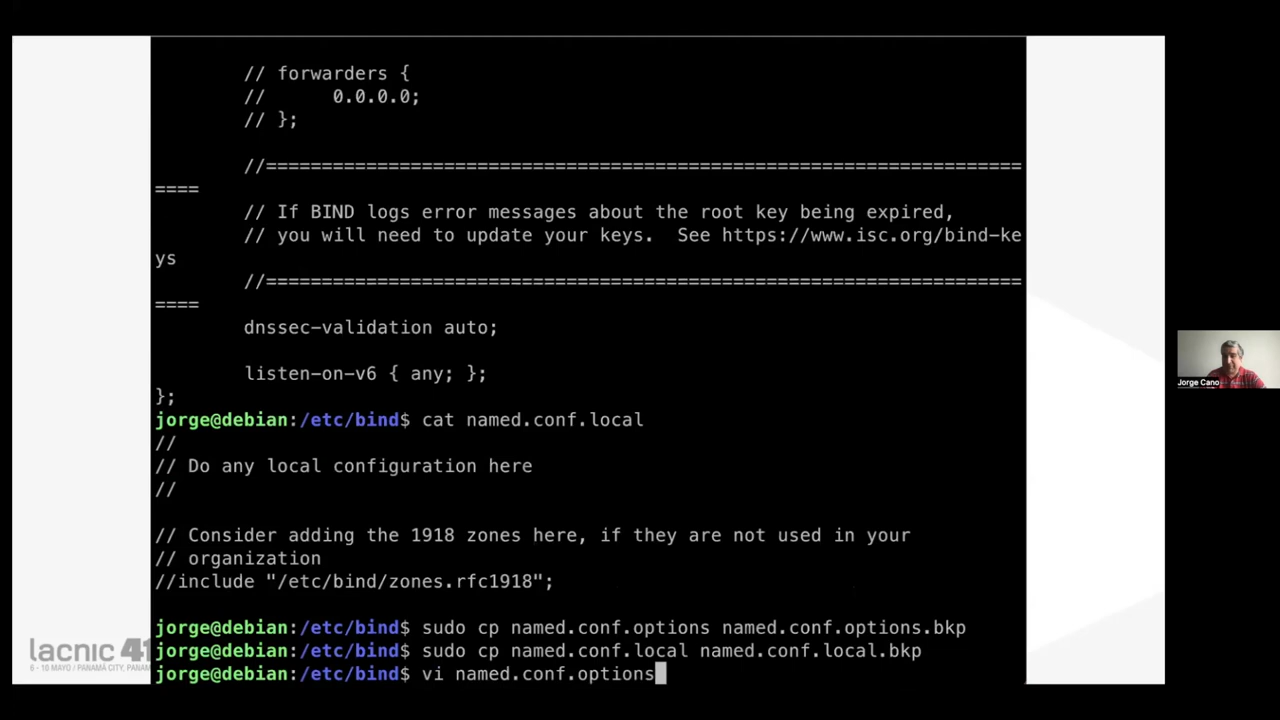 // forwarders {
//      0.0.0.0;
// };
//====================================================================
====
// If BIND logs error messages about the root key being expired,
// you will need to update your keys.  See https://www.isc.org/bind-ke
ys
//====================================================================
====
dnssec-validation auto;
listen-on-v6 { any; };
};
jorge@debian:/etc/bind$ cat named.conf.local
//
// Do any local configuration here
//
// Consider adding the 1918 zones here, if they are not used in your
// organization
//include "/etc/bind/zones.rfc1918";
jorge@debian:/etc/bind$ sudo cp named.conf.options named.conf.options.bkp
jorge@debian:/etc/bind$ sudo cp named.conf.local named.conf.local.bkp
jorge@debian:/etc/bind$ vi named.conf.options
lacnic 41
6 - 10 MAYO / PANAMÁ CITY, PANAM
Jorge Cano